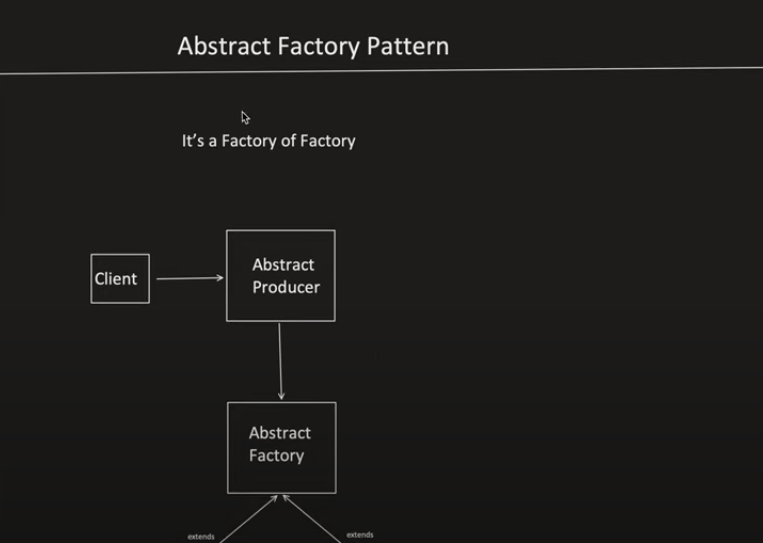 Abstract Factory Pattern
It's a Factory of Factory
Client
Abstract
Producer
Abstract
Factory
extends
extends